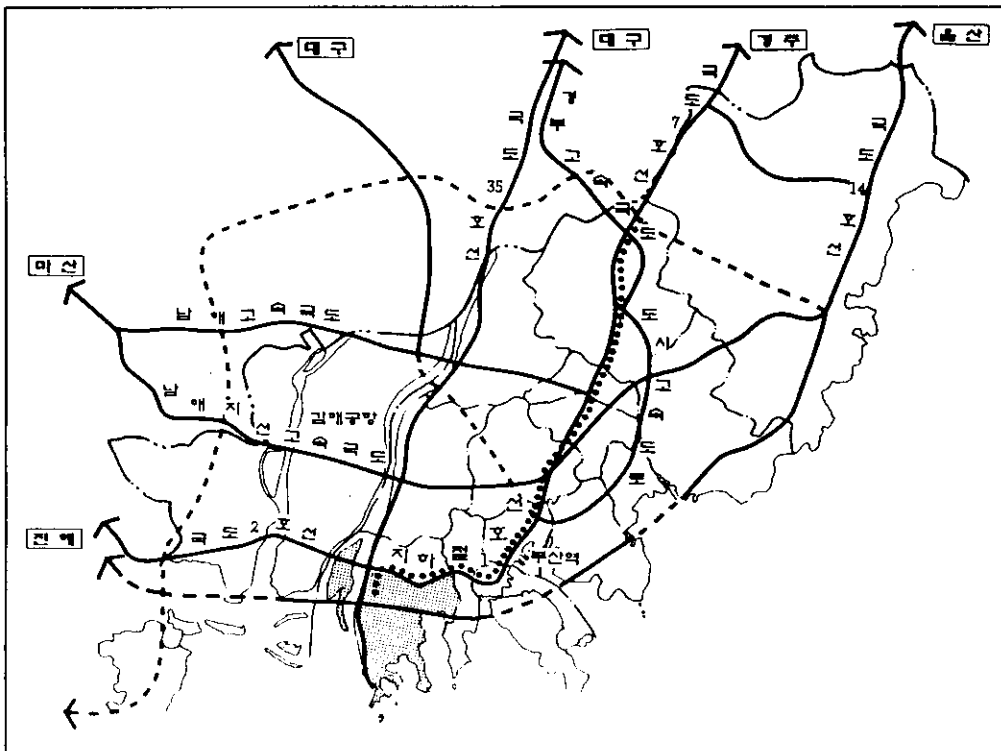 대구
대구
경주
울산
경부고속도
국도35호선
국도7호선
국도14호선
마산
남해고속국도
남해지선고속국도
김해공항
도시고속도로
진해
국도2호선
지하철1호선
부산역